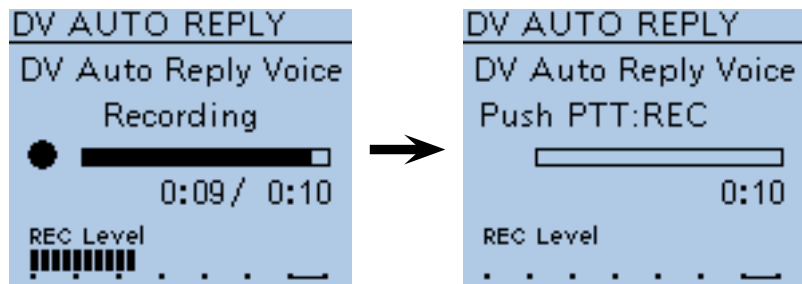 DV AUTO REPLY
DV Auto Reply Voice
Recording
0:09/ 0:10
REC Level
DV AUTO REPLY
DV Auto Reply Voice
Push PTT:REC
0:10
REC Level